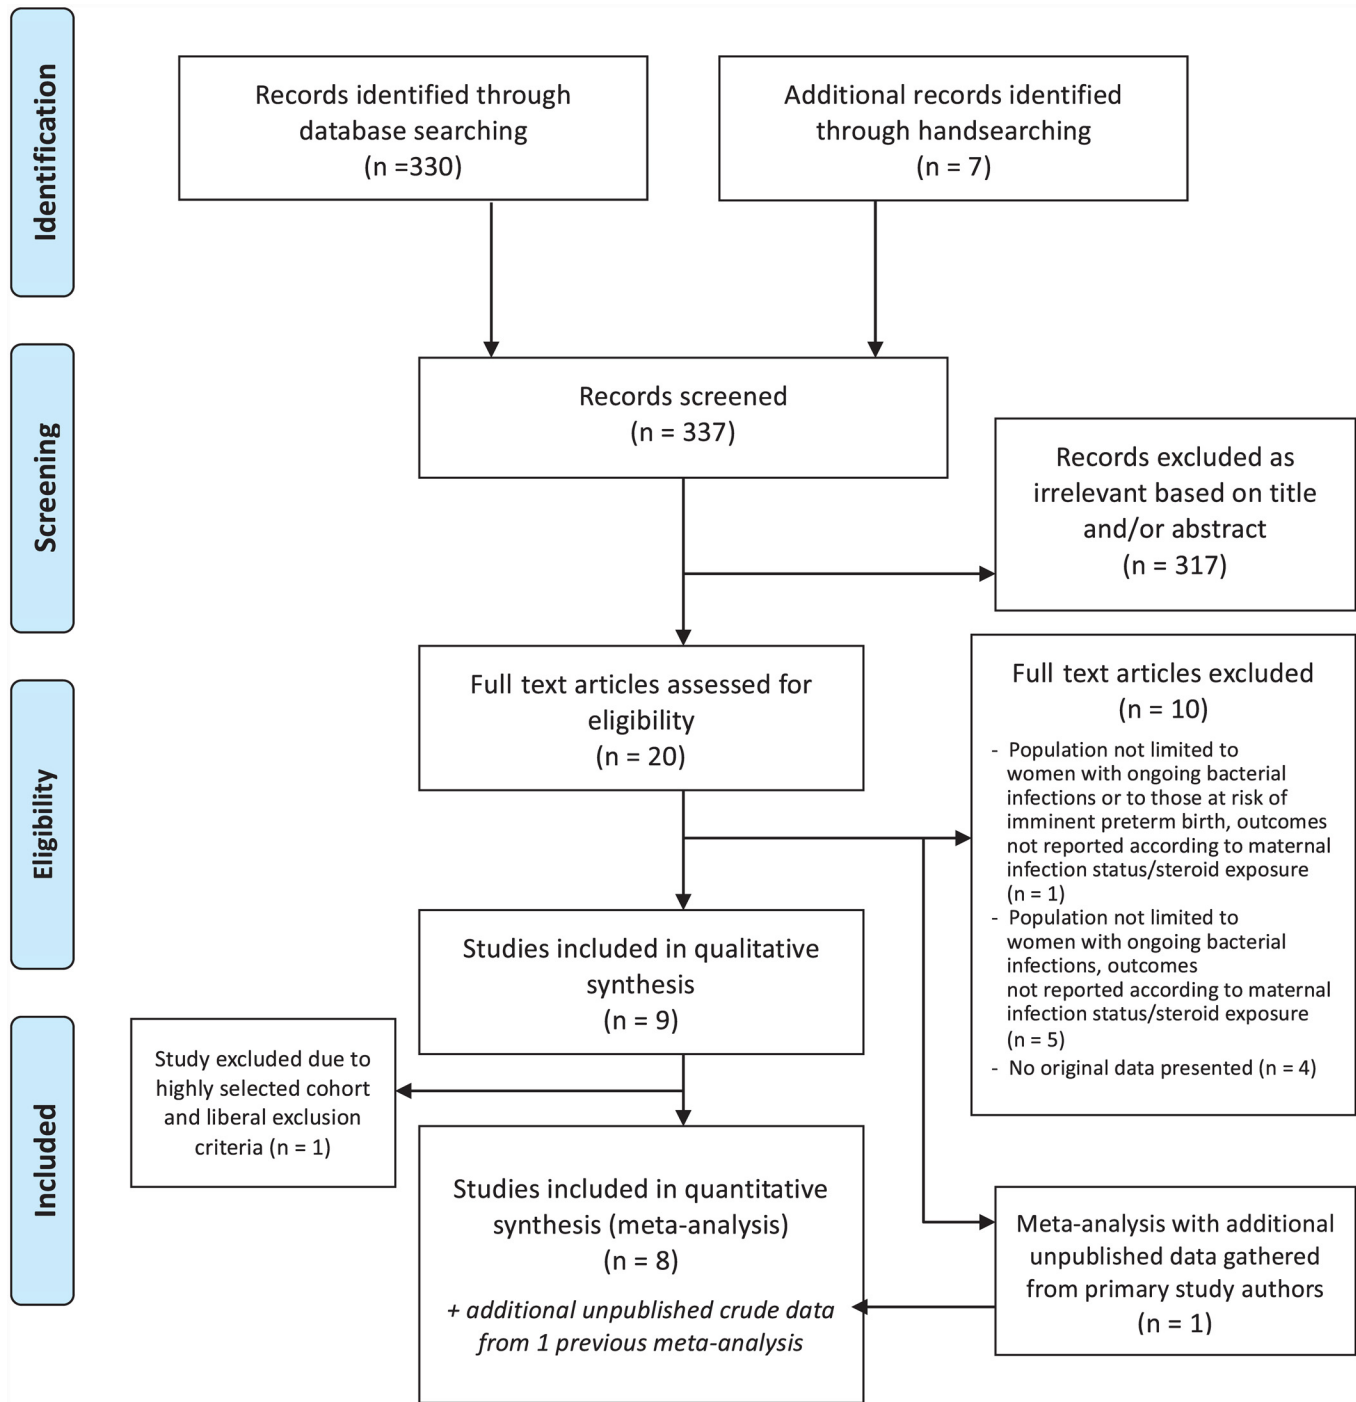 Identification
Records identified through
database searching
(n =330)
Additional records identified
through handsearching
(n = 7)
Screening
Records screened
(n = 337)
Records excluded as
irrelevant based on title
and/or abstract
(n = 317)
Eligibility
Full text articles assessed for
eligibility
(n = 20)
Full text articles excluded
(n = 10)
- Population not limited to
women with ongoing bacterial
infections or to those at risk of
imminent preterm birth, outcomes
not reported according to maternal
infection status/steroid exposure
(n = 1)
- Population not limited to
women with ongoing bacterial
infections, outcomes
not reported according to maternal
infection status/steroid exposure
(n = 5)
- No original data presented (n = 4)
Studies included in qualitative
synthesis
(n = 9)
Included
Study excluded due to
highly selected cohort
and liberal exclusion
criteria (n = 1)
Studies included in quantitative
synthesis (meta-analysis)
(n = 8)
+ additional unpublished crude data
from 1 previous meta-analysis
Meta-analysis with additional
unpublished data gathered
from primary study authors
(n = 1)